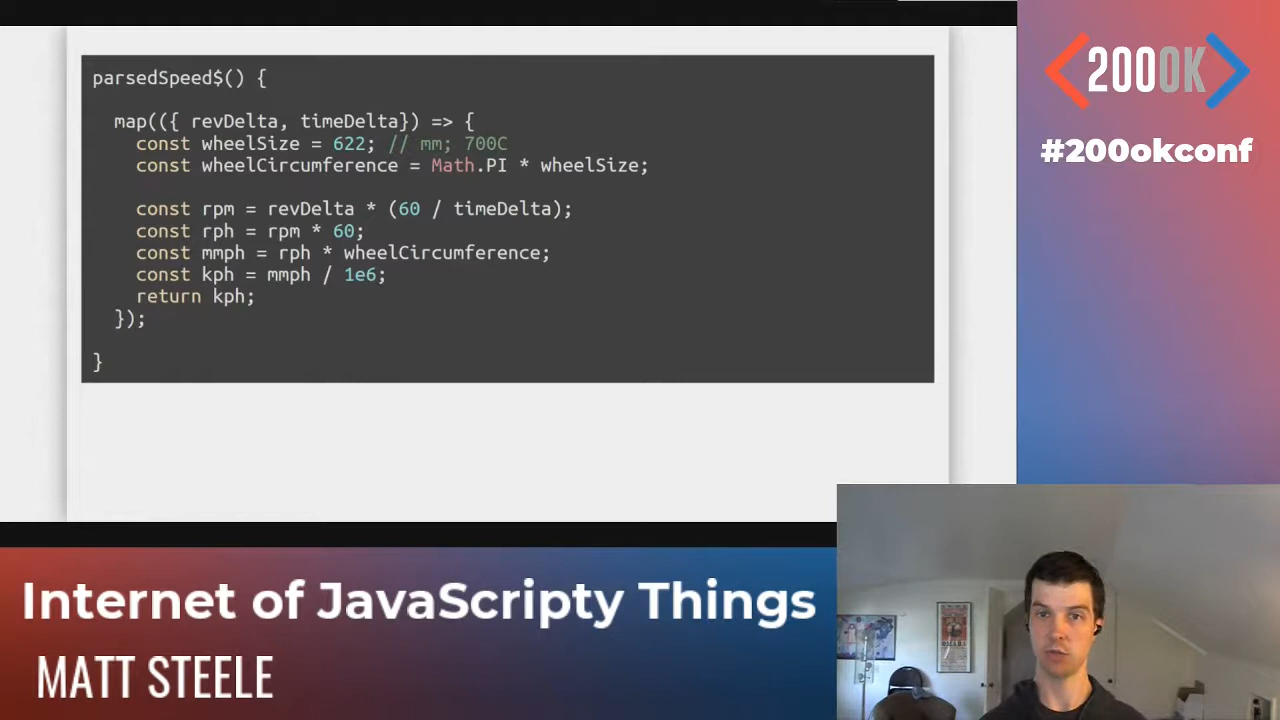 parsedSpeed$() {
map(({ revDelta, timeDelta}) => {
const wheelSize = 622; // mm; 700C
const wheelCircumference = Math.PI * wheelSize;
const rpm = revDelta * (60 / timeDelta);
const rph = rpm * 60;
const mmph = rph * wheelCircumference;
const kph = mmph / 1e6;
return kph;
});
}
<200OK>
#200okconf
Internet of JavaScripty Things
MATT STEELE